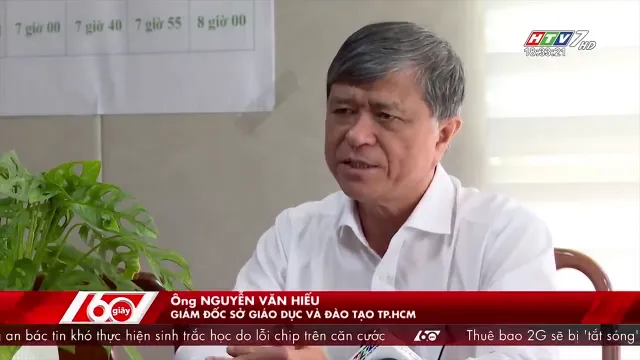 7 giờ 00 7 giờ 40 7 giờ 55 8 giờ 00
HTV7 HD
18:33:21
60 giây
Ông NGUYỄN VĂN HIẾU
GIÁM ĐỐC SỞ GIÁO DỤC VÀ ĐÀO TẠO TP.HCM
an bác tin khó thực hiện sinh trắc học do lỗi chip trên căn cước 60 giây Thuê bao 2G sẽ bị 'tắt sóng